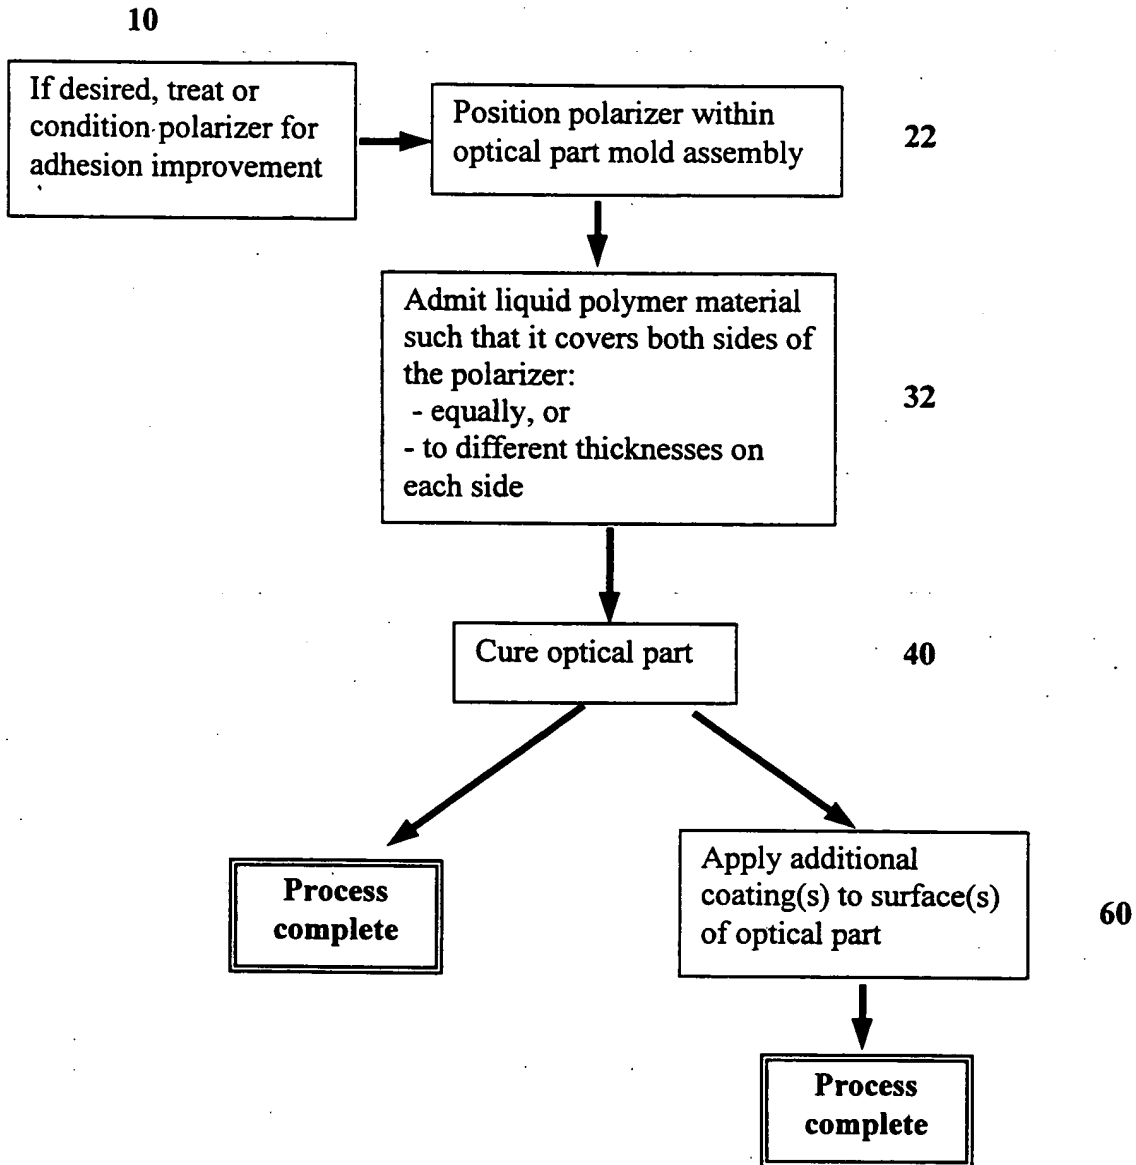 10
If desired, treat or
condition polarizer for
adhesion improvement
Position polarizer within
optical part mold assembly
22
Admit liquid polymer material
such that it covers both sides of
the polarizer:
- equally, or
- to different thicknesses on
each side
32
Cure optical part
40
Process
complete
Apply additional
coating(s) to surface(s)
of optical part
60
Process
complete